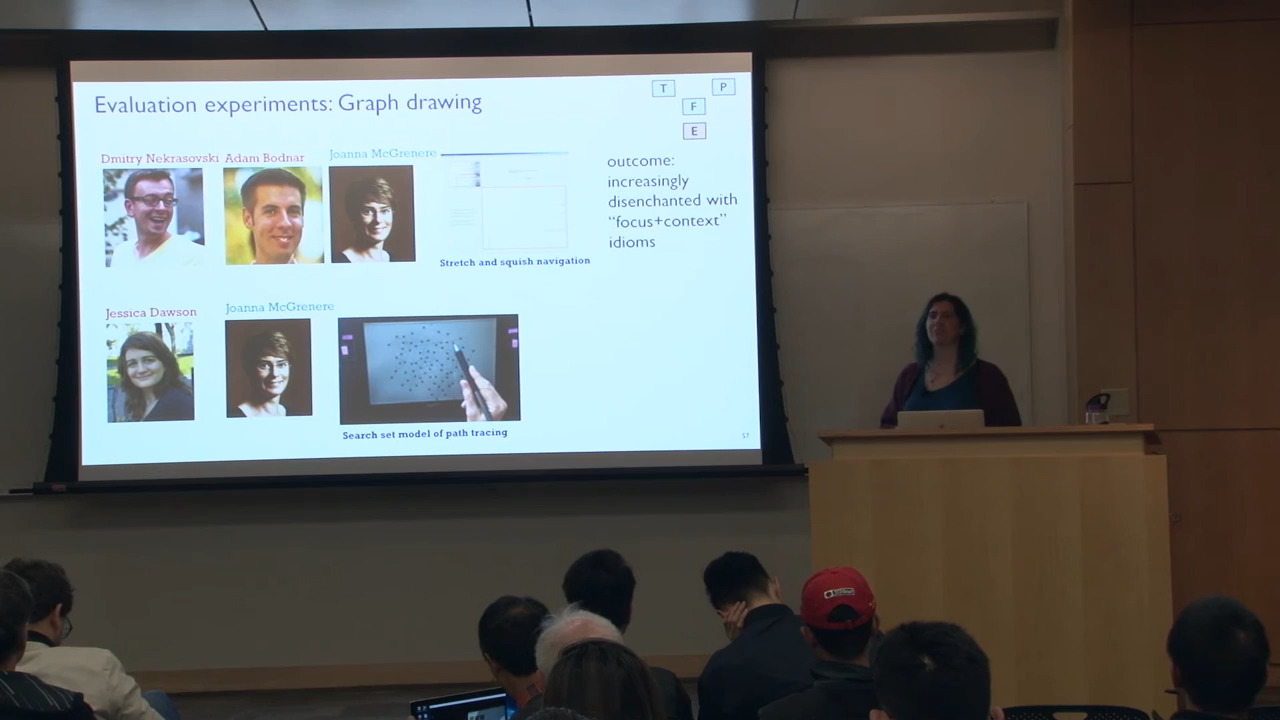 Evaluation experiments: Graph drawing
T
P
F
E
Dmitry Nekrasovski
Adam Bodnar
Joanna McGrenere
outcome:
increasingly
disenchanted with
“focus+context”
idioms
Stretch and squish navigation
Jessica Dawson
Joanna McGrenere
Search set model of path tracing
57